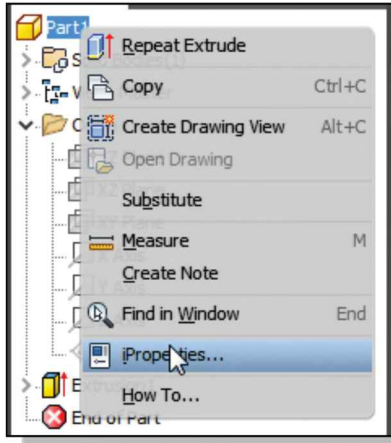 Part1
Repeat Extrude
Copy Ctrl+C
Create Drawing View Alt+C
Open Drawing
Substitute
Measure M
Create Note
Find in Window End
iProperties...
How To...
End of Part